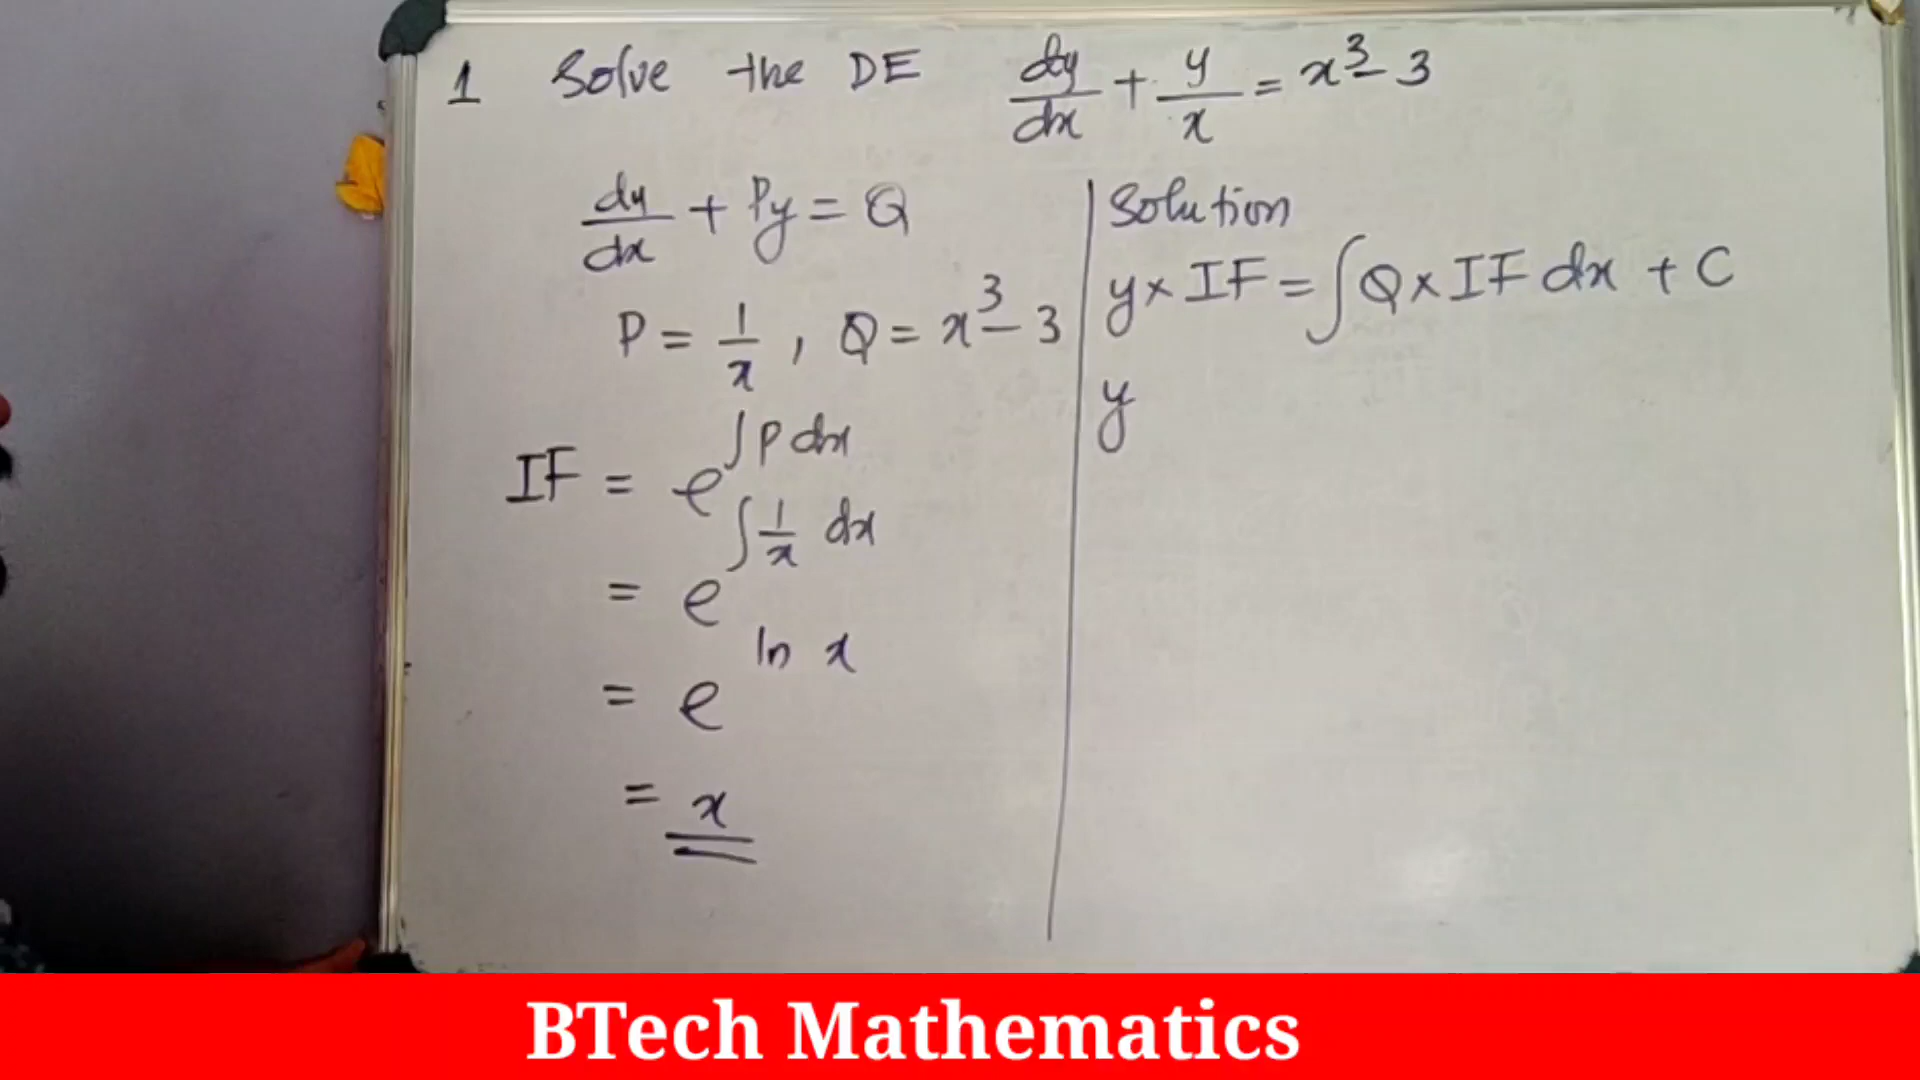 1 Solve the DE dy/dx + y/x = x³ - 3
dy/dx + Py = Q
P = 1/x , Q = x³ - 3
IF = e^∫P dx
= e^∫1/x dx
= e^ln x
= x
Solution
y × IF = ∫Q × IF dx + C
y
BTech Mathematics